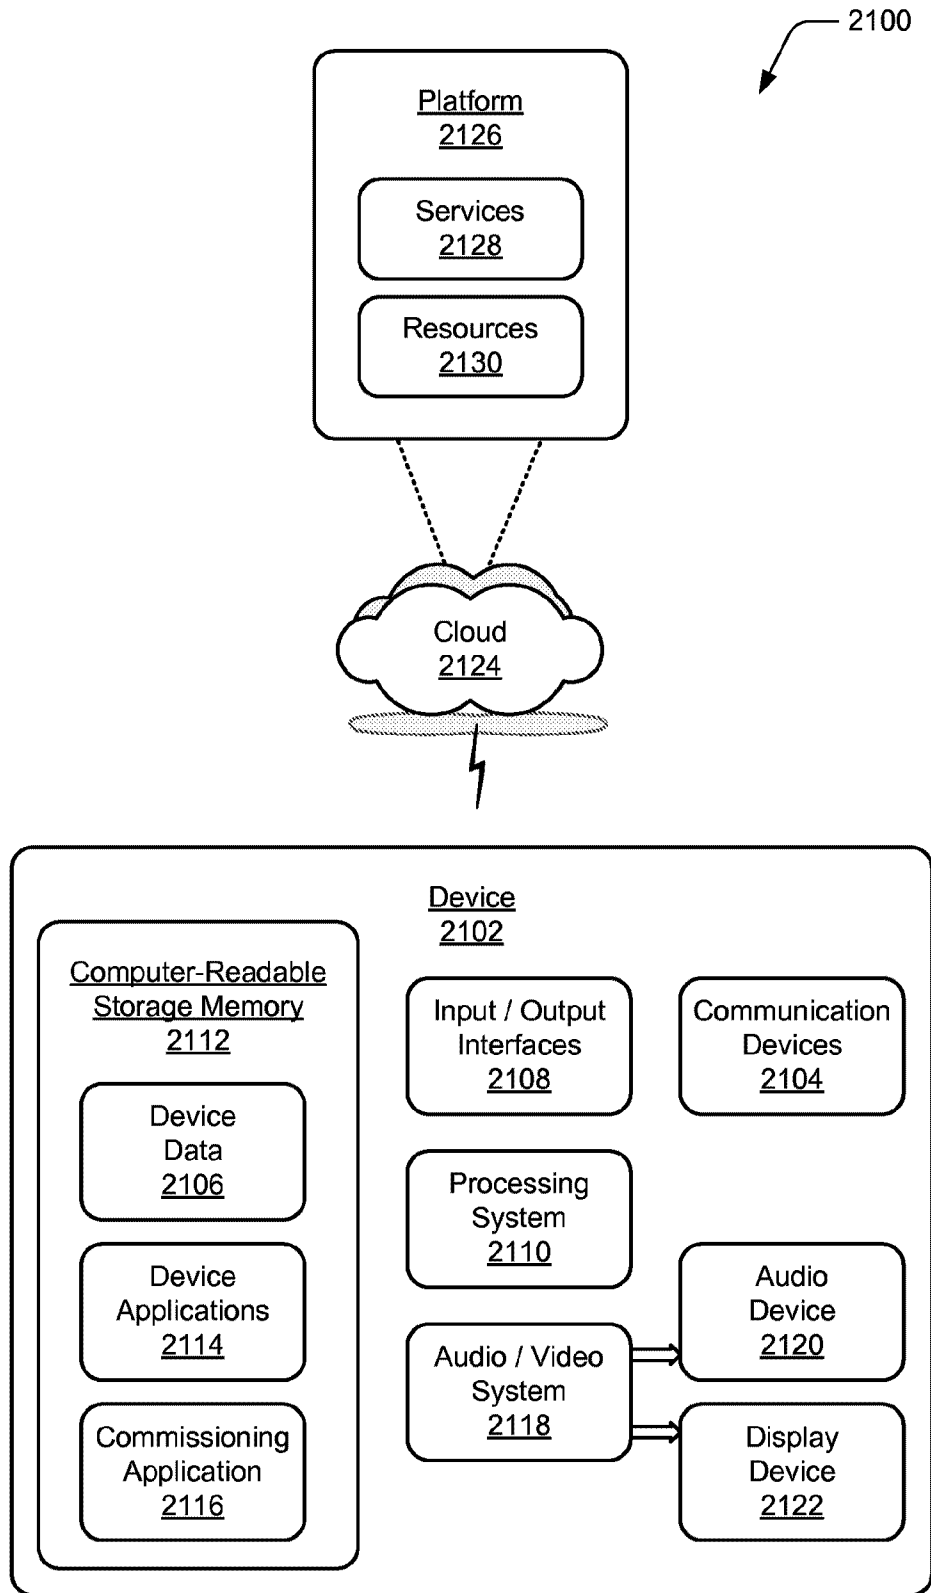 2100
Platform
2126
Services
2128
Resources
2130
Cloud
2124
Device
2102
Computer-Readable
Storage Memory
2112
Device
Data
2106
Device
Applications
2114
Commissioning
Application
2116
Input / Output
Interfaces
2108
Processing
System
2110
Audio / Video
System
2118
Communication
Devices
2104
Audio
Device
2120
Display
Device
2122